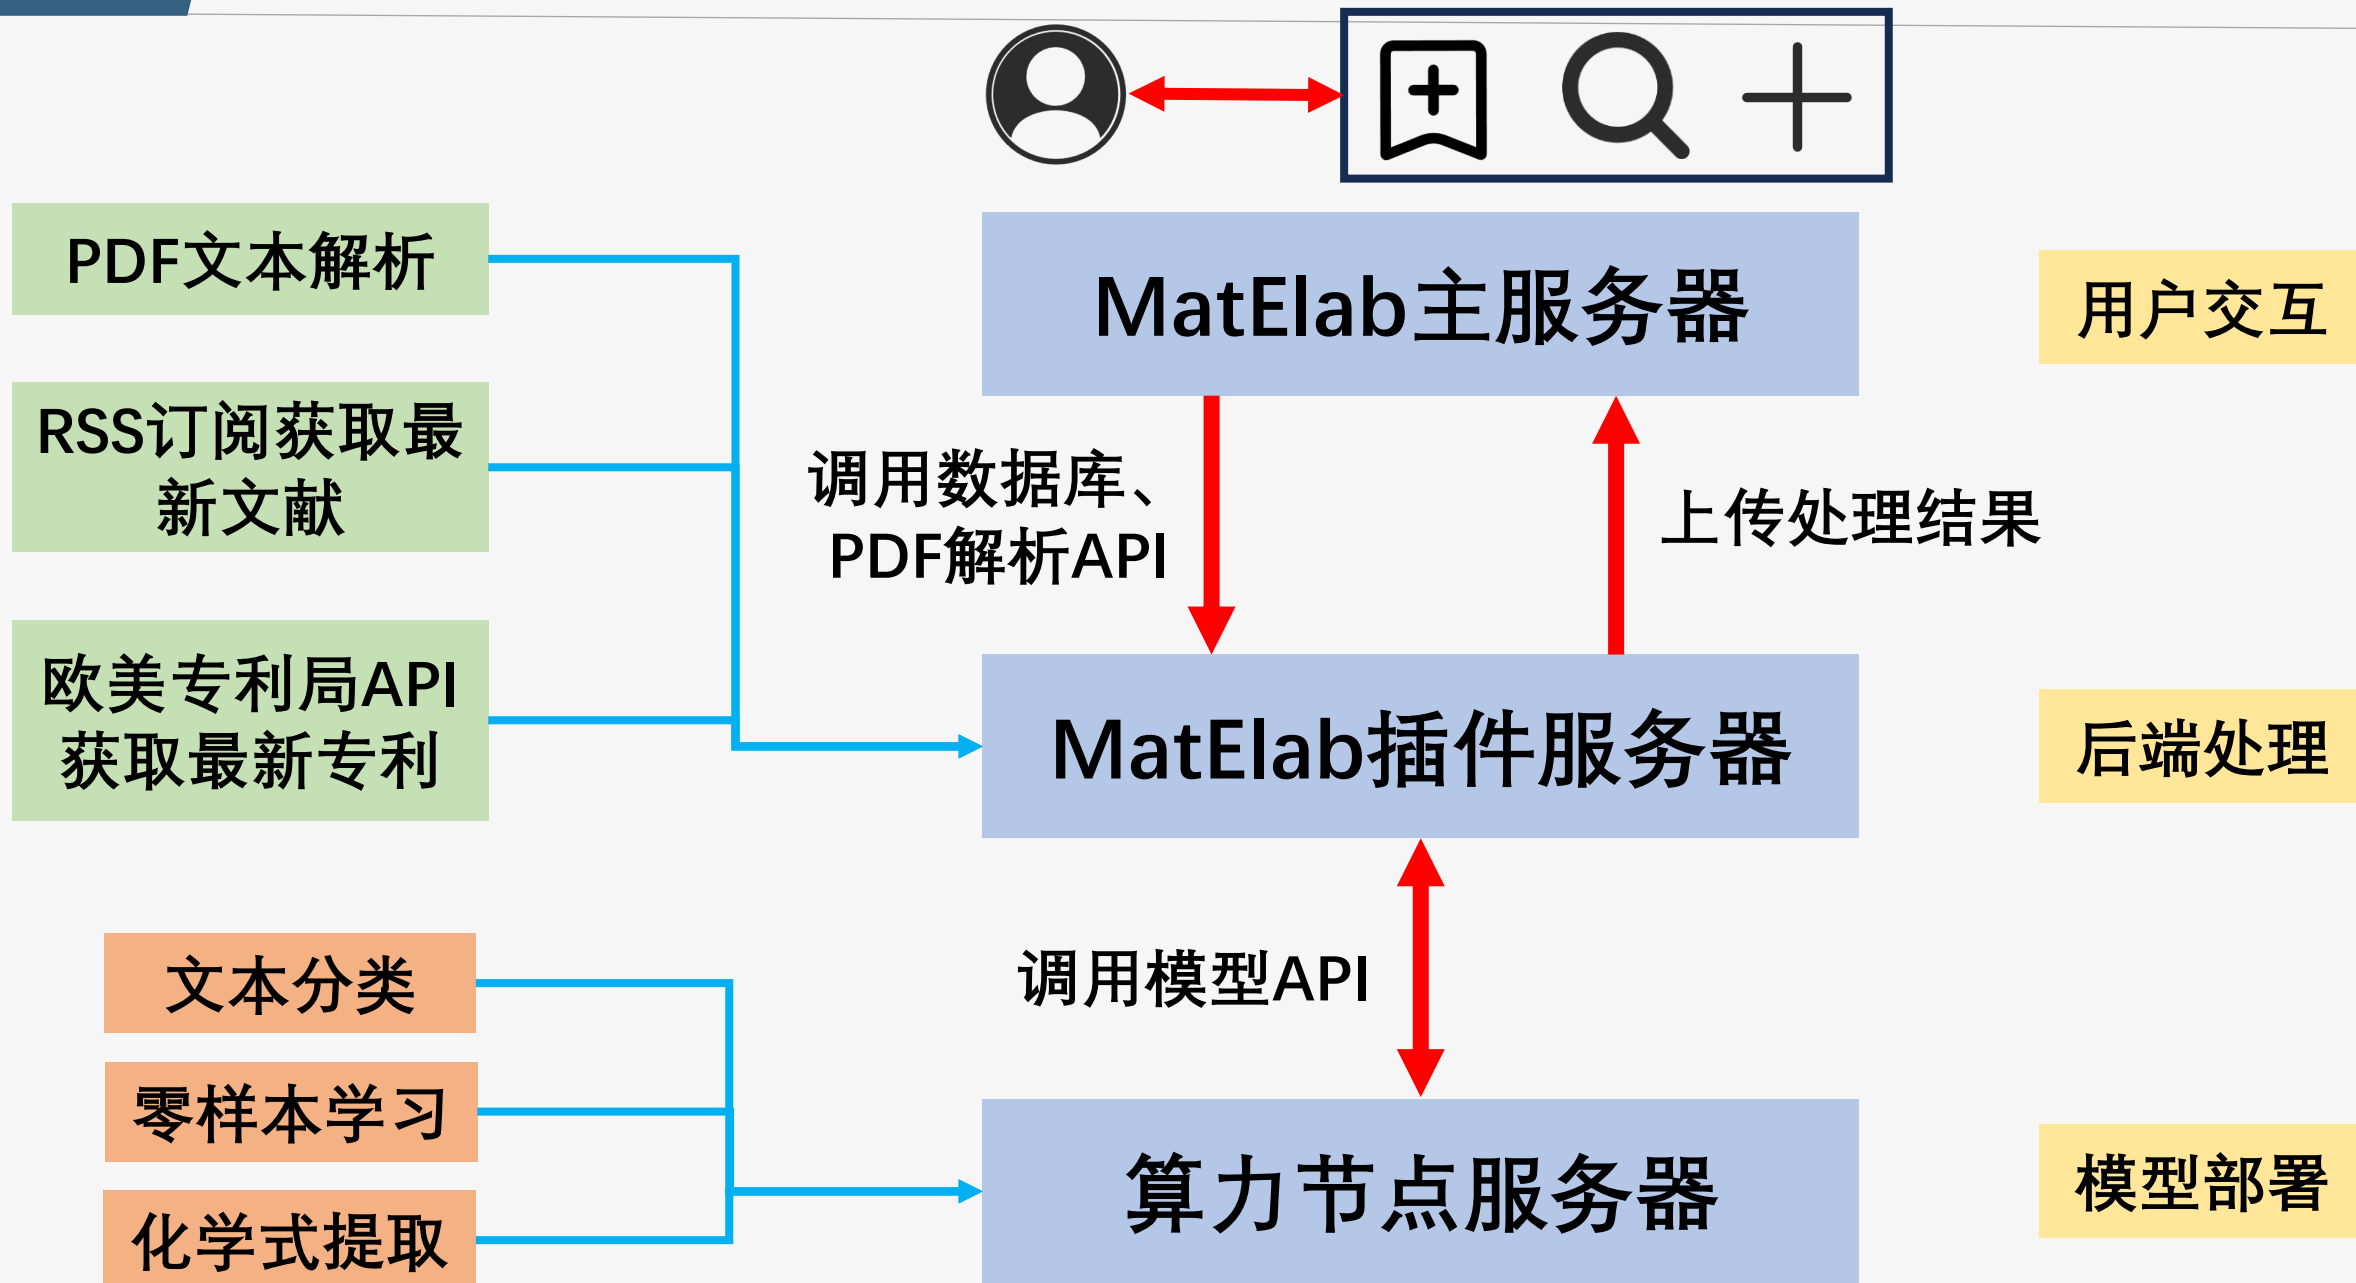 PDF文本解析
MatElab主服务器
用户交互
RSS订阅获取最
新文献
调用数据库、
PDF解析API
上传处理结果
欧美专利局API
获取最新专利
MatElab插件服务器
后端处理
文本分类
调用模型API
零样本学习
化学式提取
算力节点服务器
模型部署